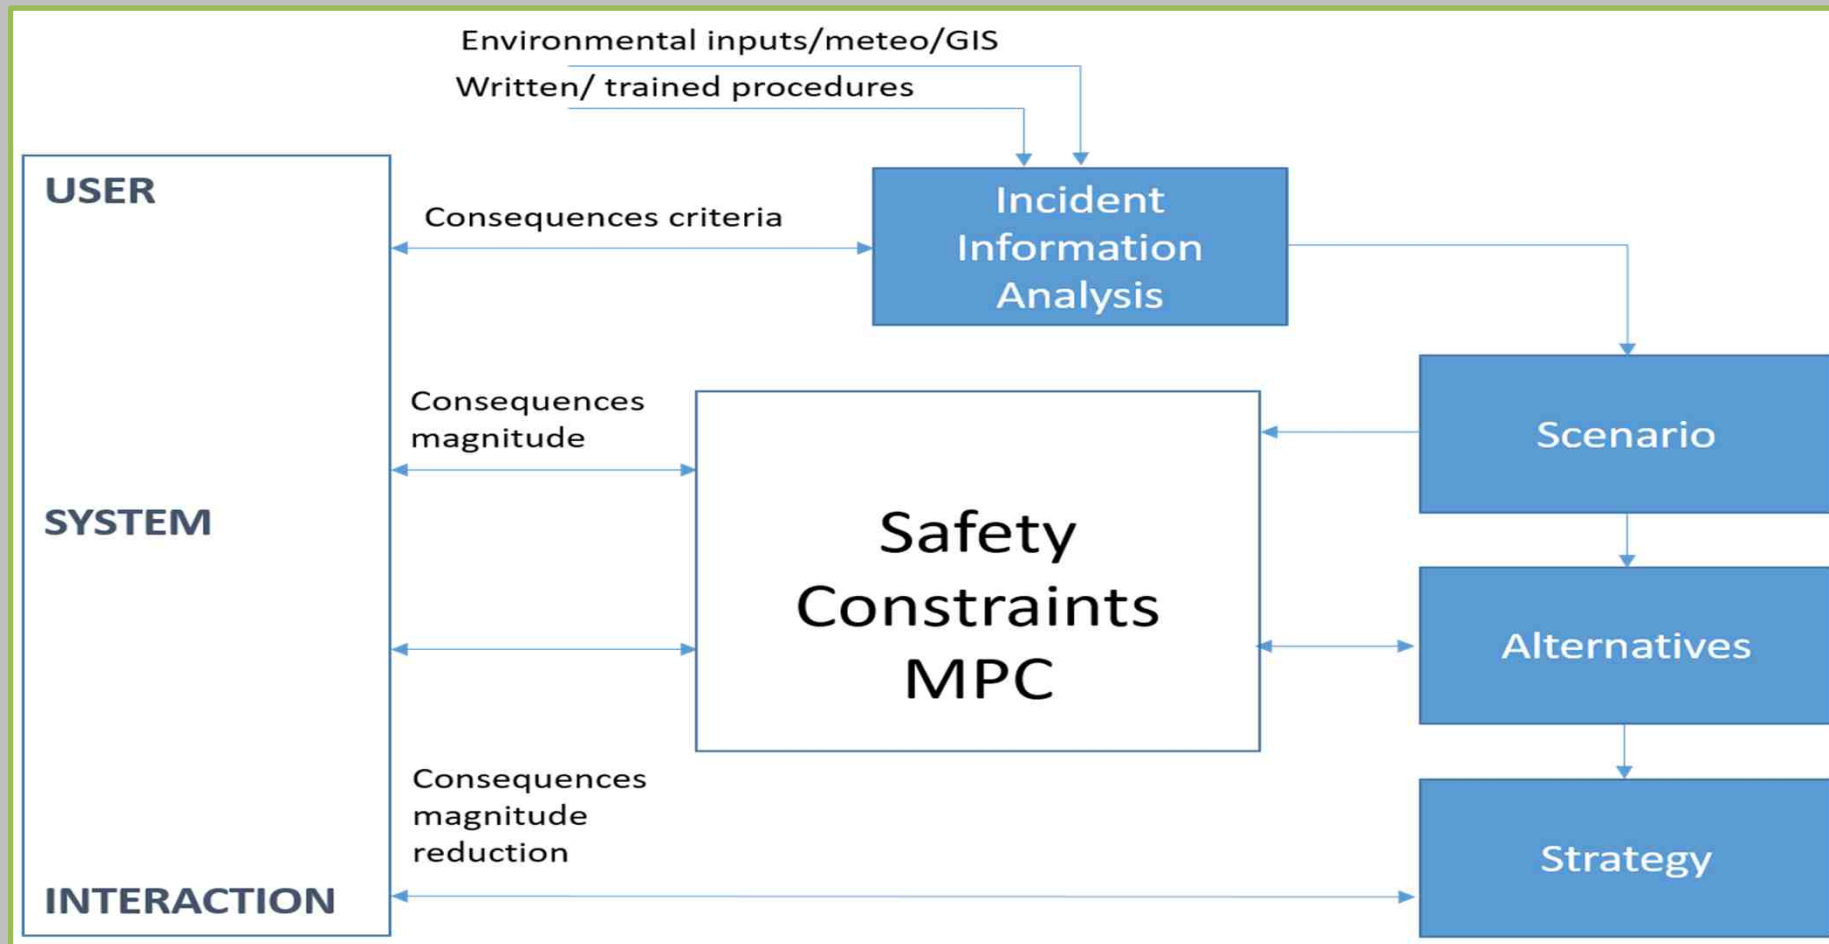 Environmental inputs/meteo/GIS
Written/ trained procedures
USER
Consequences criteria
Incident
Information
Analysis
Consequences
magnitude
Scenario
SYSTEM
Safety
Constraints
MPC
Alternatives
Consequences
magnitude
reduction
Strategy
INTERACTION